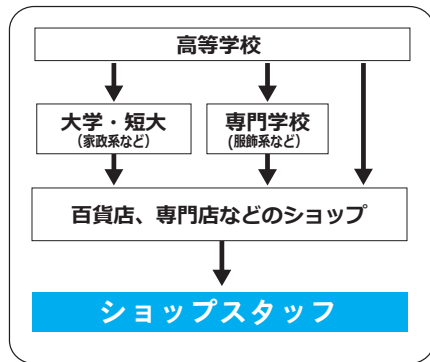 高等学校
大学・短大
（家政系など）
専門学校
（服飾系など）
百貨店、専門店などのショップ
ショップスタッフ